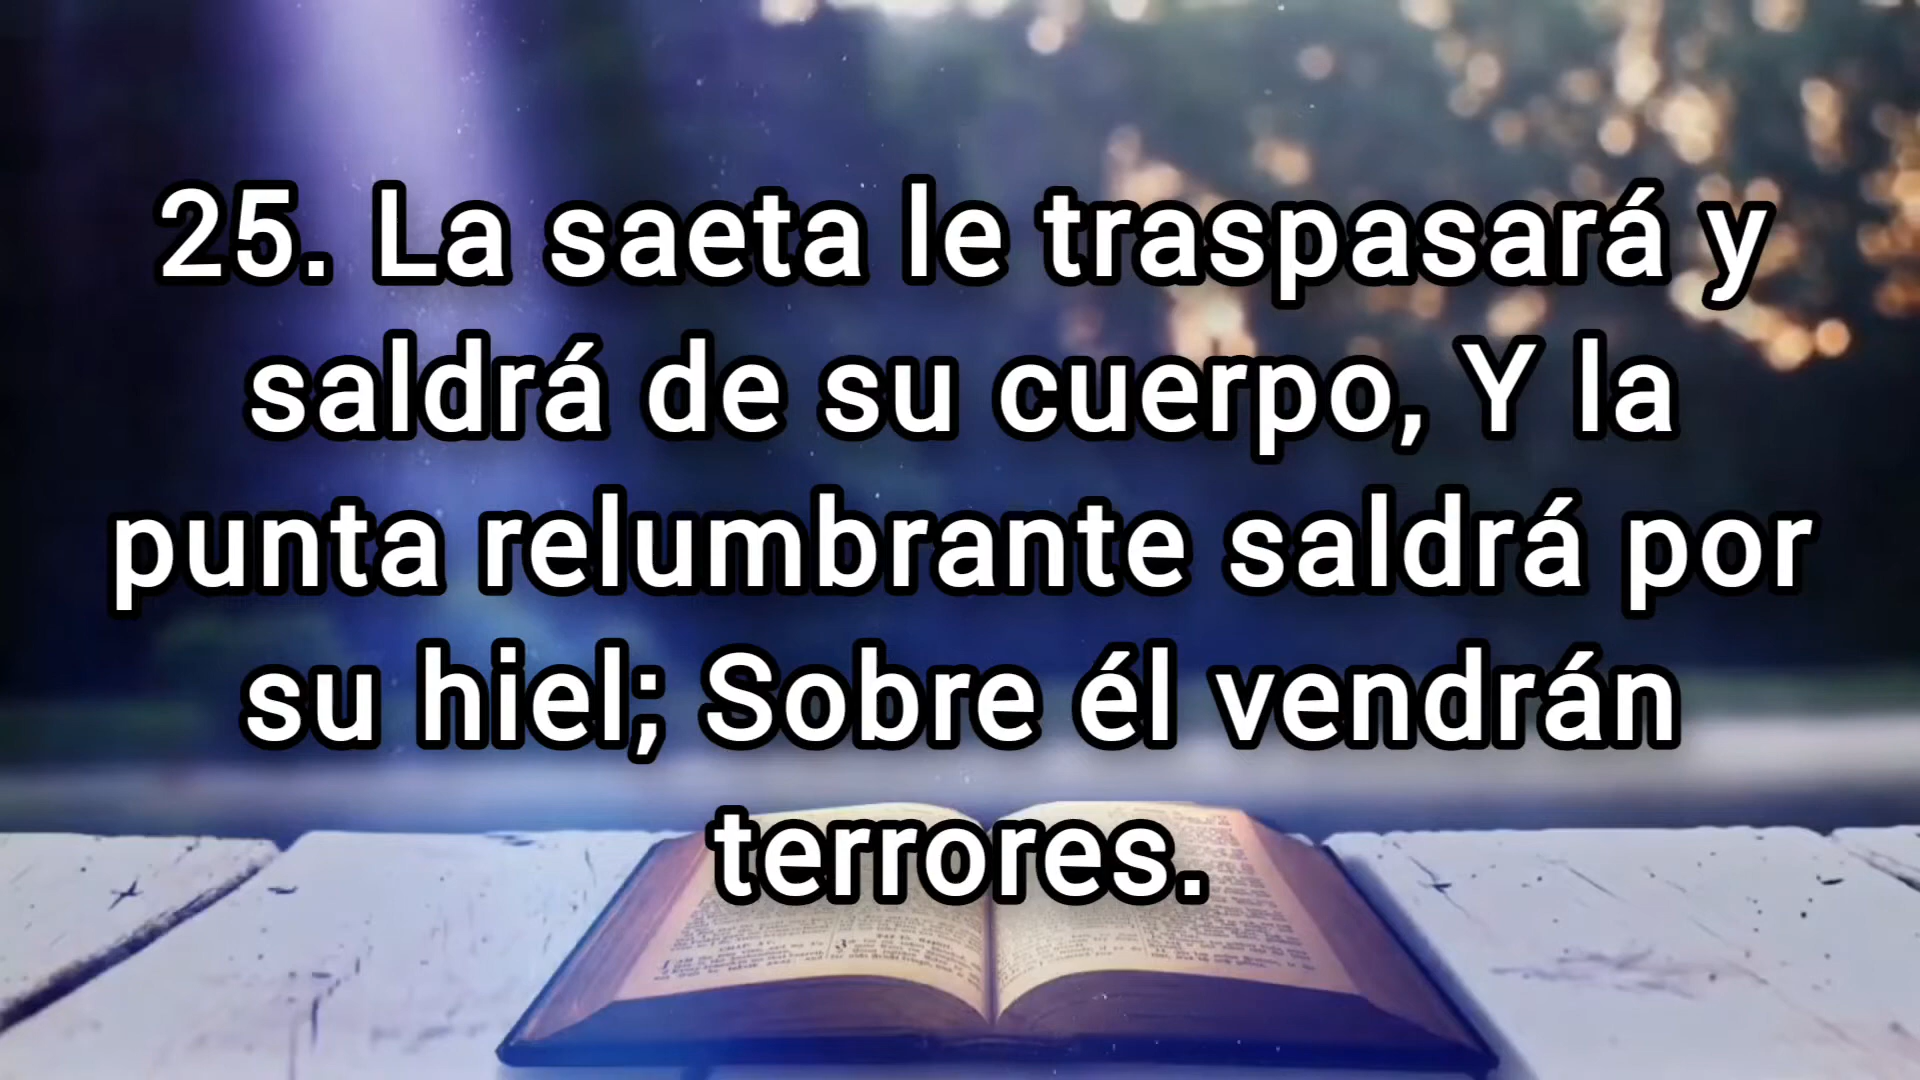 25. La saeta le traspasará y
saldrá de su cuerpo, Y la
punta relumbrante saldrá por
su hiel; Sobre él vendrán
terrores.